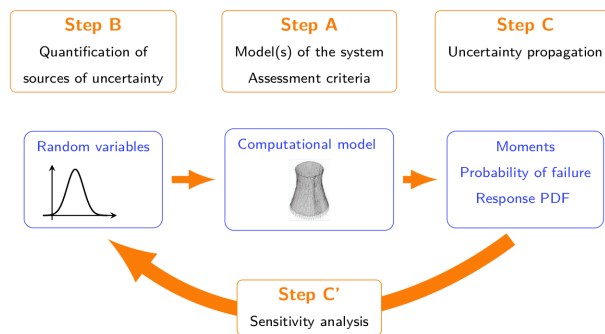 Step B
Quantification of
sources of uncertainty
Step A
Model(s) of the system
Assessment criteria
Step C
Uncertainty propagation
Random variables
Computational model
Moments
Probability of failure
Response PDF
Step C'
Sensitivity analysis